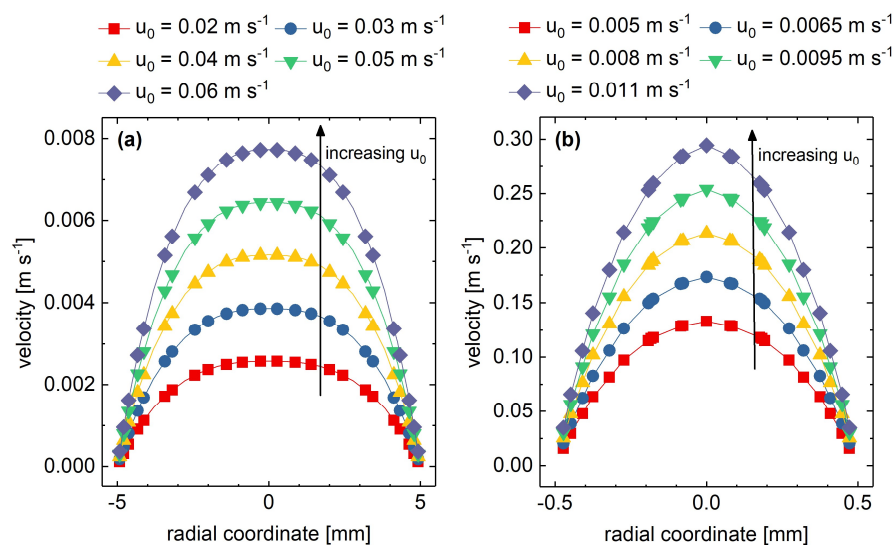 u₀ = 0.02 m s⁻¹ u₀ = 0.03 m s⁻¹
u₀ = 0.04 m s⁻¹ u₀ = 0.05 m s⁻¹
u₀ = 0.06 m s⁻¹
(a)
increasing u₀
0.008
0.006
0.004
0.002
0.000
velocity [m s⁻¹]
-5 0 5
radial coordinate [mm]
u₀ = 0.005 m s⁻¹ u₀ = 0.0065 m s⁻¹
u₀ = 0.008 m s⁻¹ u₀ = 0.0095 m s⁻¹
u₀ = 0.011 m s⁻¹
(b)
increasing u₀
0.30
0.25
0.20
0.15
0.10
0.05
0.00
velocity [m s⁻¹]
-0.5 0.0 0.5
radial coordinate [mm]